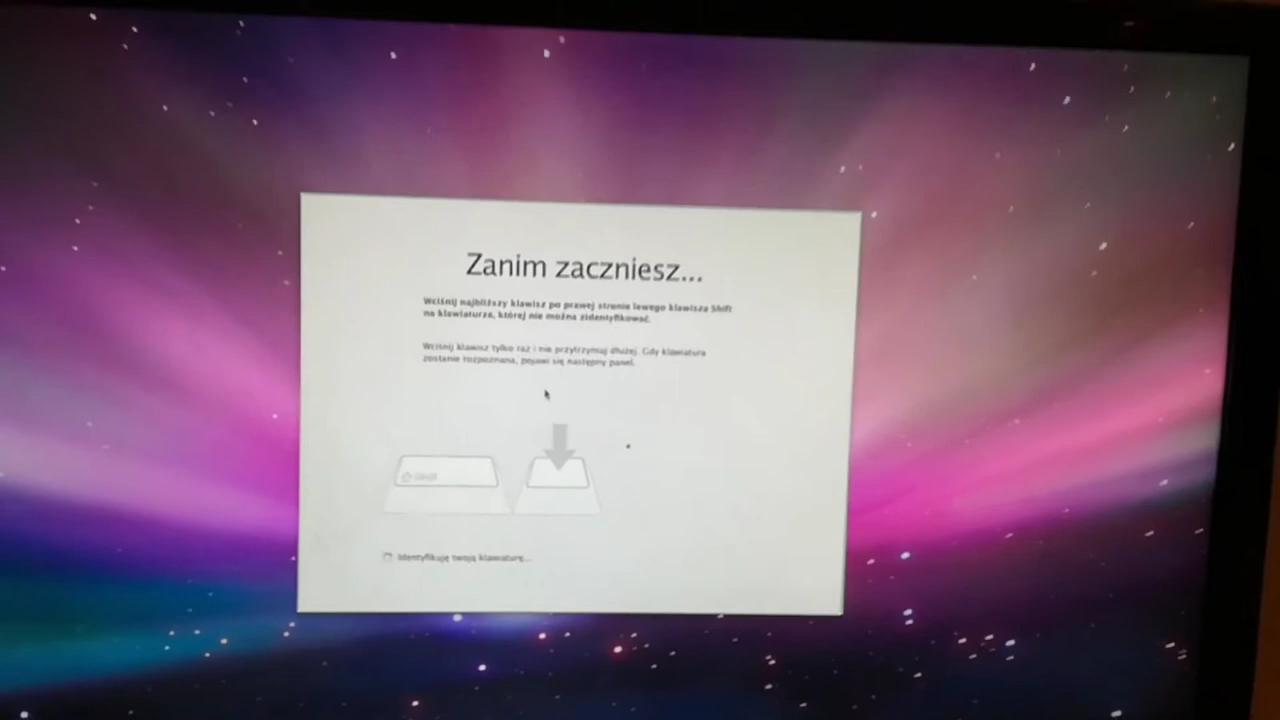 Zanim zaczniesz...
Wciśnij najbliższy klawisz po prawej stronie lewego klawisza Shift
na klawiaturze, której nie można zidentyfikować.
Wciśnij klawisz tylko raz i nie przytrzymuj dłużej. Gdy klawiatura
zostanie rozpoznana, pojawi się następny panel.
shift
Identyfikuję twoją klawiaturę...